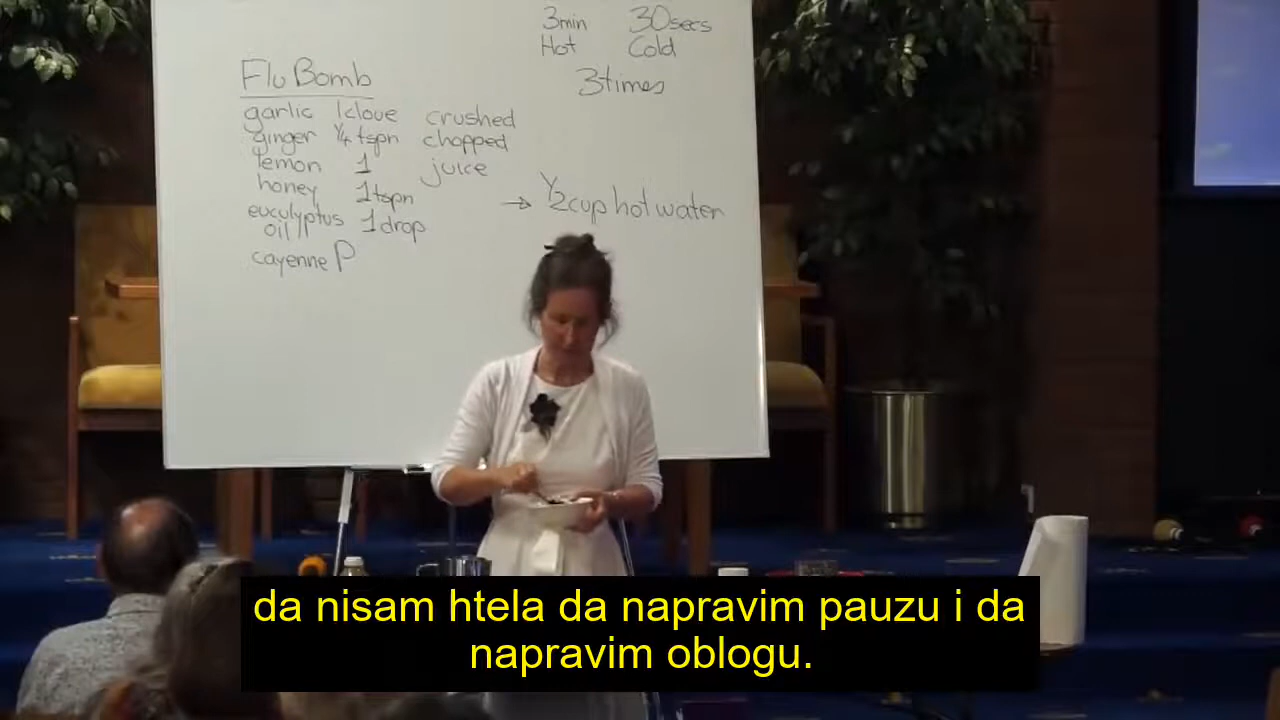 3min 30secs
Hot Cold
3times
Flu Bomb
garlic 1clove crushed
ginger 1/4 tspn chopped
lemon 1 juice
honey 1tspn
eucylyptus
oil 1drop
cayenne P
→ 1/2cup hot water
da nisam htela da napravim pauzu i da
napravim oblogu.